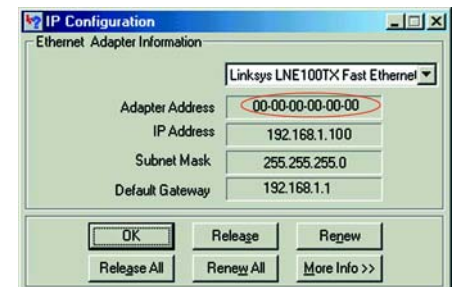 IP Configuration
Ethernet Adapter Information
Linksys LNE100TX Fast Ethernet
Adapter Address 00-00-00-00-00-00
IP Address 192.168.1.100
Subnet Mask 255.255.255.0
Default Gateway 192.168.1.1
OK Release Renew
Release All Renew All More Info >>